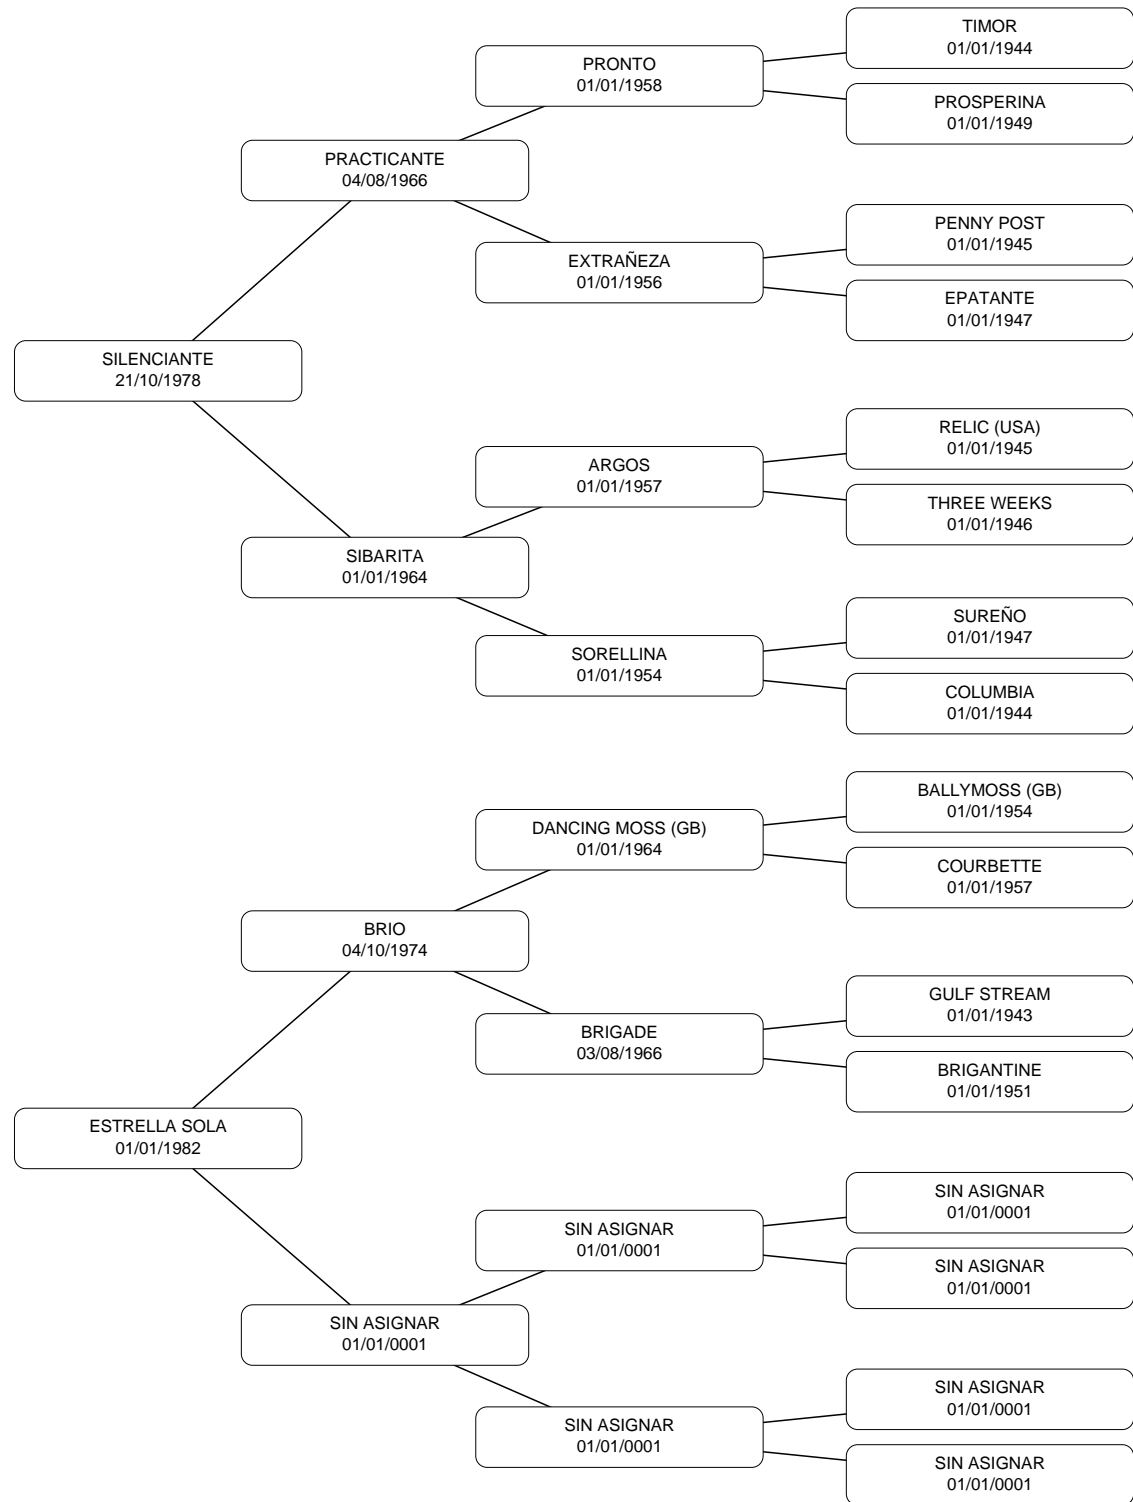 TIMOR
01/01/1944
PRONTO
01/01/1958
PROSPERINA
01/01/1949
PRACTICANTE
04/08/1966
PENNY POST
01/01/1945
EXTRAÑEZA
01/01/1956
EPATANTE
01/01/1947
SILENCIANTE
21/10/1978
RELIC (USA)
01/01/1945
ARGOS
01/01/1957
THREE WEEKS
01/01/1946
SIBARITA
01/01/1964
SUREÑO
01/01/1947
SORELLINA
01/01/1954
COLUMBIA
01/01/1944
BALLYMOSS (GB)
01/01/1954
DANCING MOSS (GB)
01/01/1964
COURBETTE
01/01/1957
BRIO
04/10/1974
GULF STREAM
01/01/1943
BRIGADE
03/08/1966
BRIGANTINE
01/01/1951
ESTRELLA SOLA
01/01/1982
SIN ASIGNAR
01/01/0001
SIN ASIGNAR
01/01/0001
SIN ASIGNAR
01/01/0001
SIN ASIGNAR
01/01/0001
SIN ASIGNAR
01/01/0001
SIN ASIGNAR
01/01/0001
SIN ASIGNAR
01/01/0001